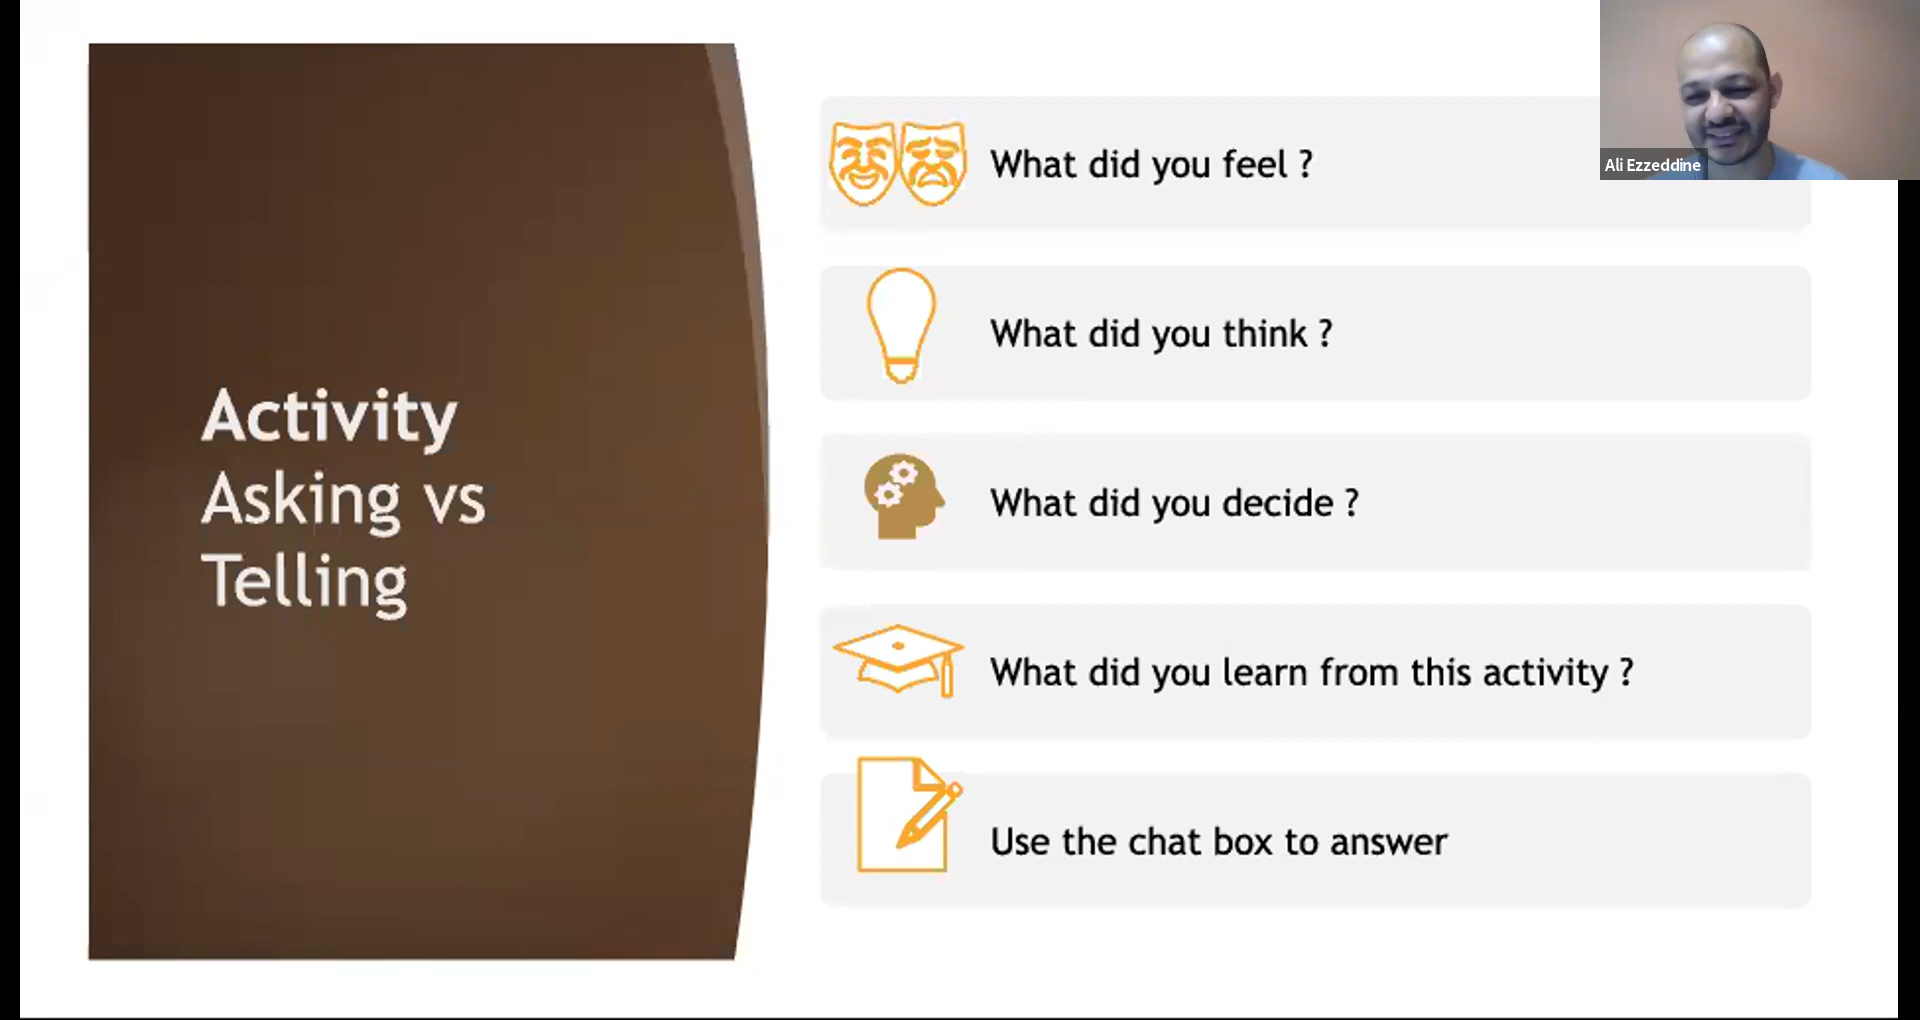 Activity
Asking vs
Telling
What did you feel ?
What did you think ?
What did you decide ?
What did you learn from this activity ?
Use the chat box to answer
Ali Ezzeddine